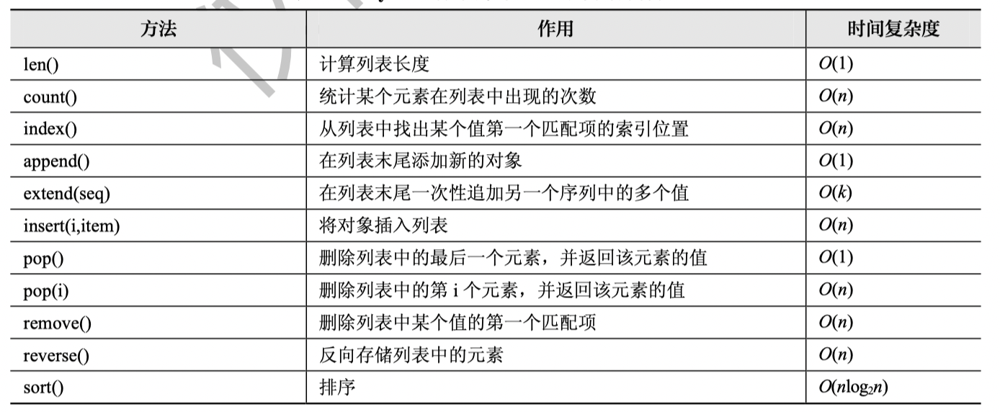 方法 作用 时间复杂度
len() 计算列表长度 O(1)
count() 统计某个元素在列表中出现的次数 O(n)
index() 从列表中找出某个值第一个匹配项的索引位置 O(n)
append() 在列表末尾添加新的对象 O(1)
extend(seq) 在列表末尾一次性追加另一个序列中的多个值 O(k)
insert(i,item) 将对象插入列表 O(n)
pop() 删除列表中的最后一个元素，并返回该元素的值 O(1)
pop(i) 删除列表中的第 i 个元素，并返回该元素的值 O(n)
remove() 删除列表中某个值的第一个匹配项 O(n)
reverse() 反向存储列表中的元素 O(n)
sort() 排序 O(nlog₂n)